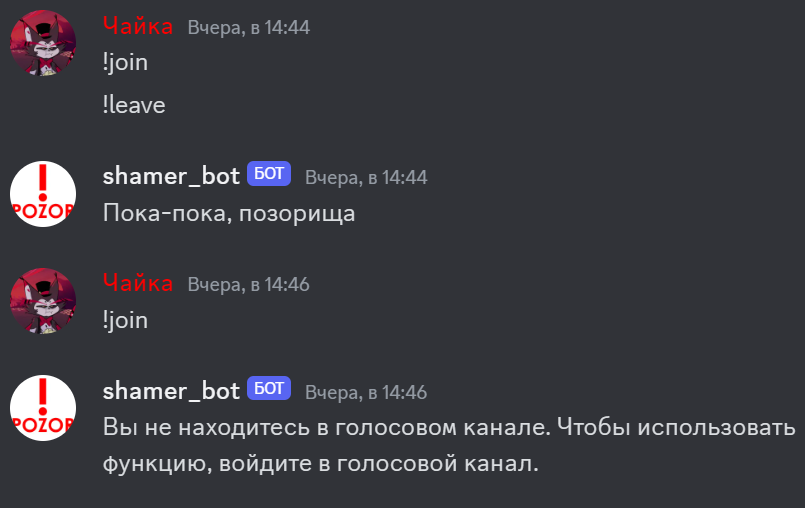 Чайка Вчера, в 14:44
!join
!leave
shamer_bot БОТ Вчера, в 14:44
POZOR
Пока-пока, позорища
Чайка Вчера, в 14:46
!join
shamer_bot БОТ Вчера, в 14:46
POZOR
Вы не находитесь в голосовом канале. Чтобы использовать
функцию, войдите в голосовой канал.